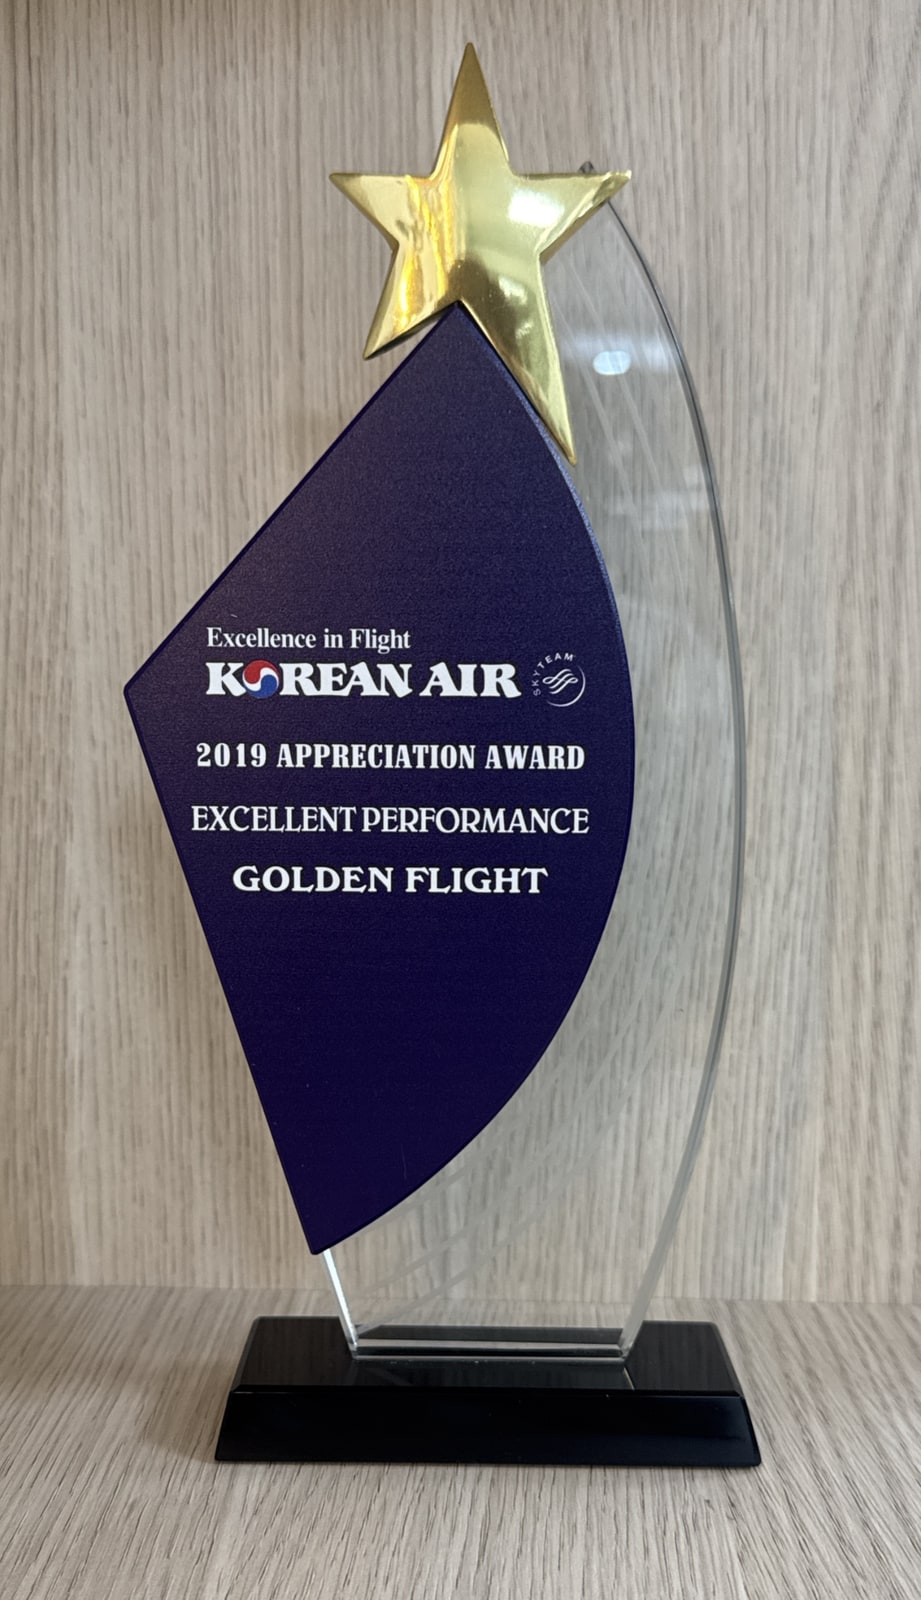 Excellence in Flight
KOREAN AIR SKYTEAM
2019 APPRECIATION AWARD
EXCELLENT PERFORMANCE
GOLDEN FLIGHT